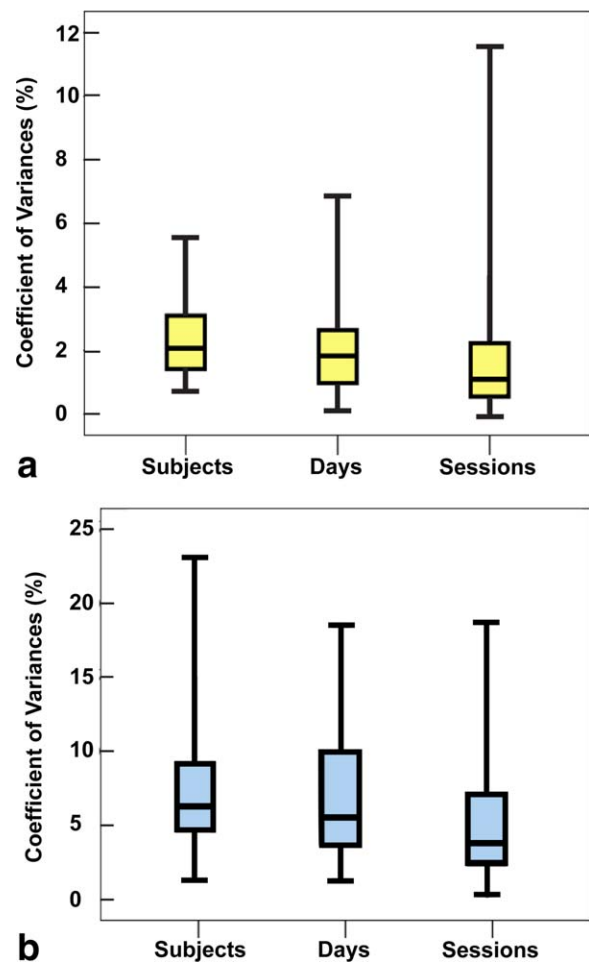 Coefficient of Variances (%)
12
10
8
6
4
2
0
Subjects Days Sessions
a
Coefficient of Variances (%)
25
20
15
10
5
0
Subjects Days Sessions
b